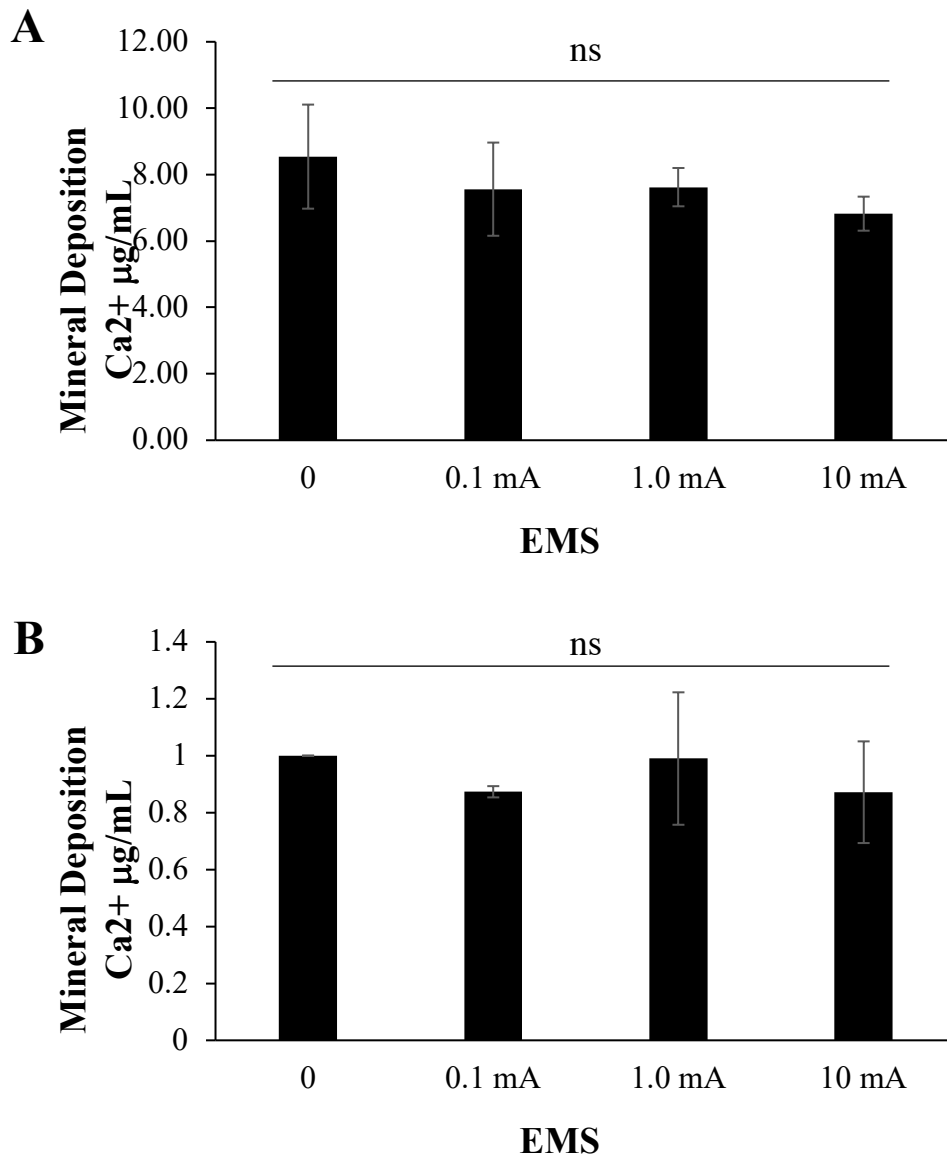 A
Mineral Deposition
Ca2+ µg/mL
12.00
10.00
8.00
6.00
4.00
2.00
0.00
ns
0 0.1 mA 1.0 mA 10 mA
EMS
B
Mineral Deposition
Ca2+ µg/mL
1.4
1.2
1
0.8
0.6
0.4
0.2
0
ns
0 0.1 mA 1.0 mA 10 mA
EMS